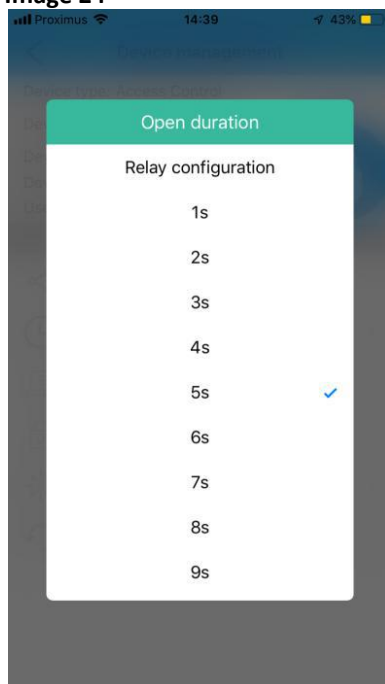 Image 24
Proximus 14:39 43%
Device management
Device type: Access Control
Open duration
Relay configuration
1s
2s
3s
4s
5s
6s
7s
8s
9s